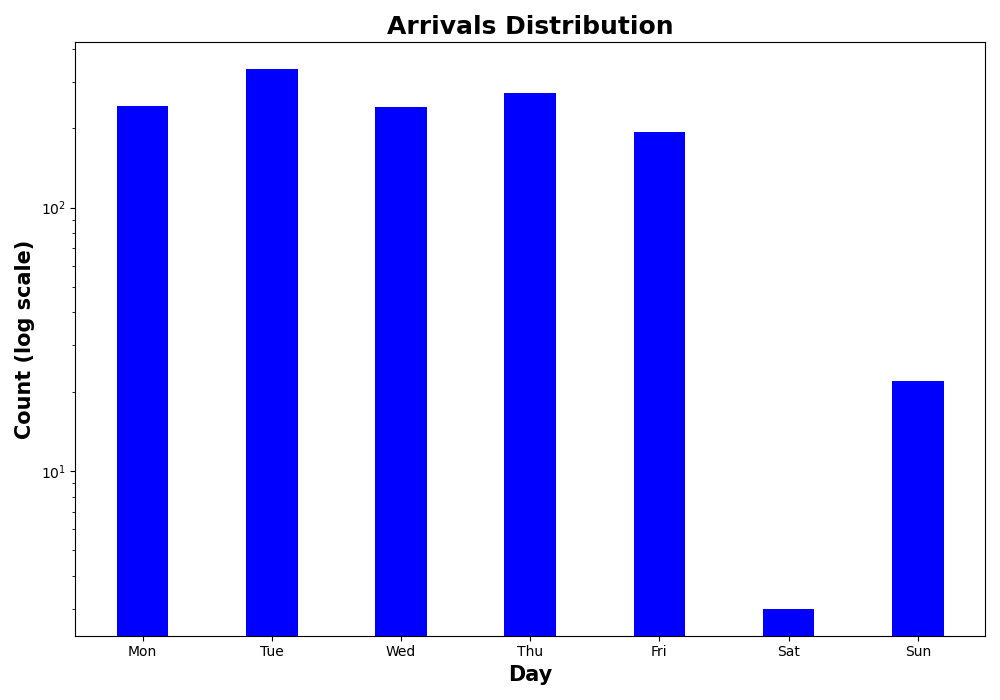 Arrivals Distribution
Count (log scale)
10²
10¹
Mon Tue Wed Thu Fri Sat Sun
Day